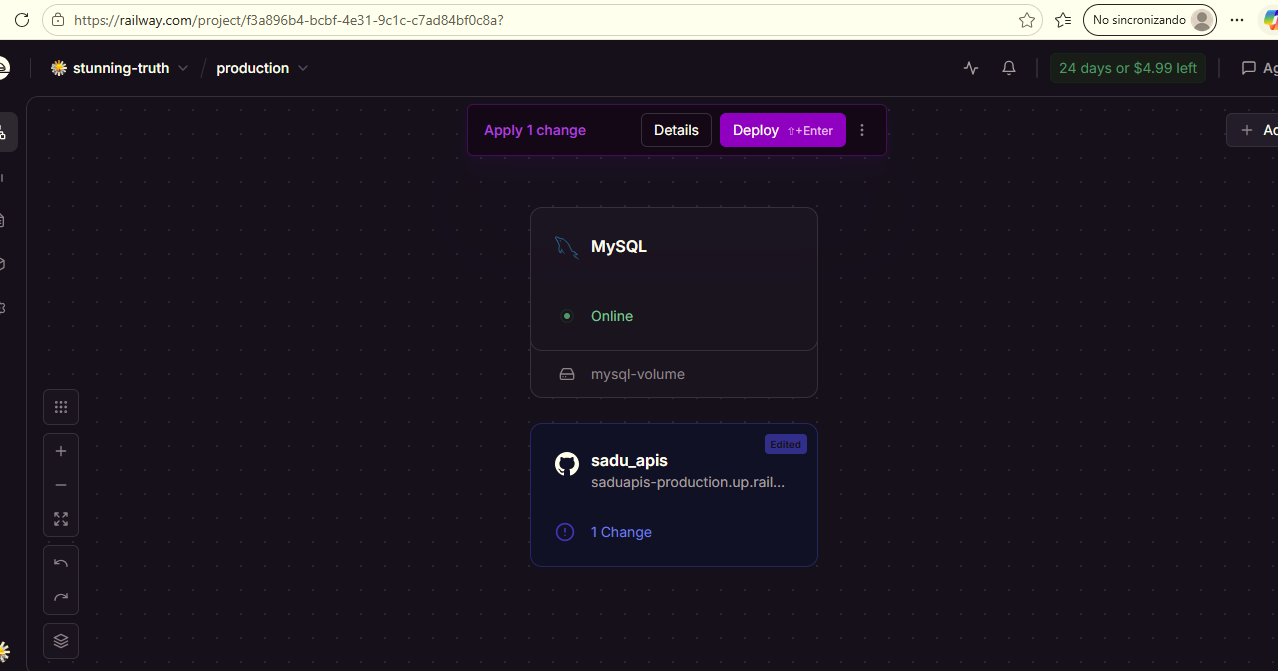 https://railway.com/project/f3a896b4-bcbf-4e31-9c1c-c7ad84bf0c8a?
No sincronizando
stunning-truth / production
24 days or $4.99 left
Apply 1 change
Details
Deploy ⇧+Enter
MySQL
Online
mysql-volume
Edited
sadu_apis
saduapis-production.up.rail...
1 Change